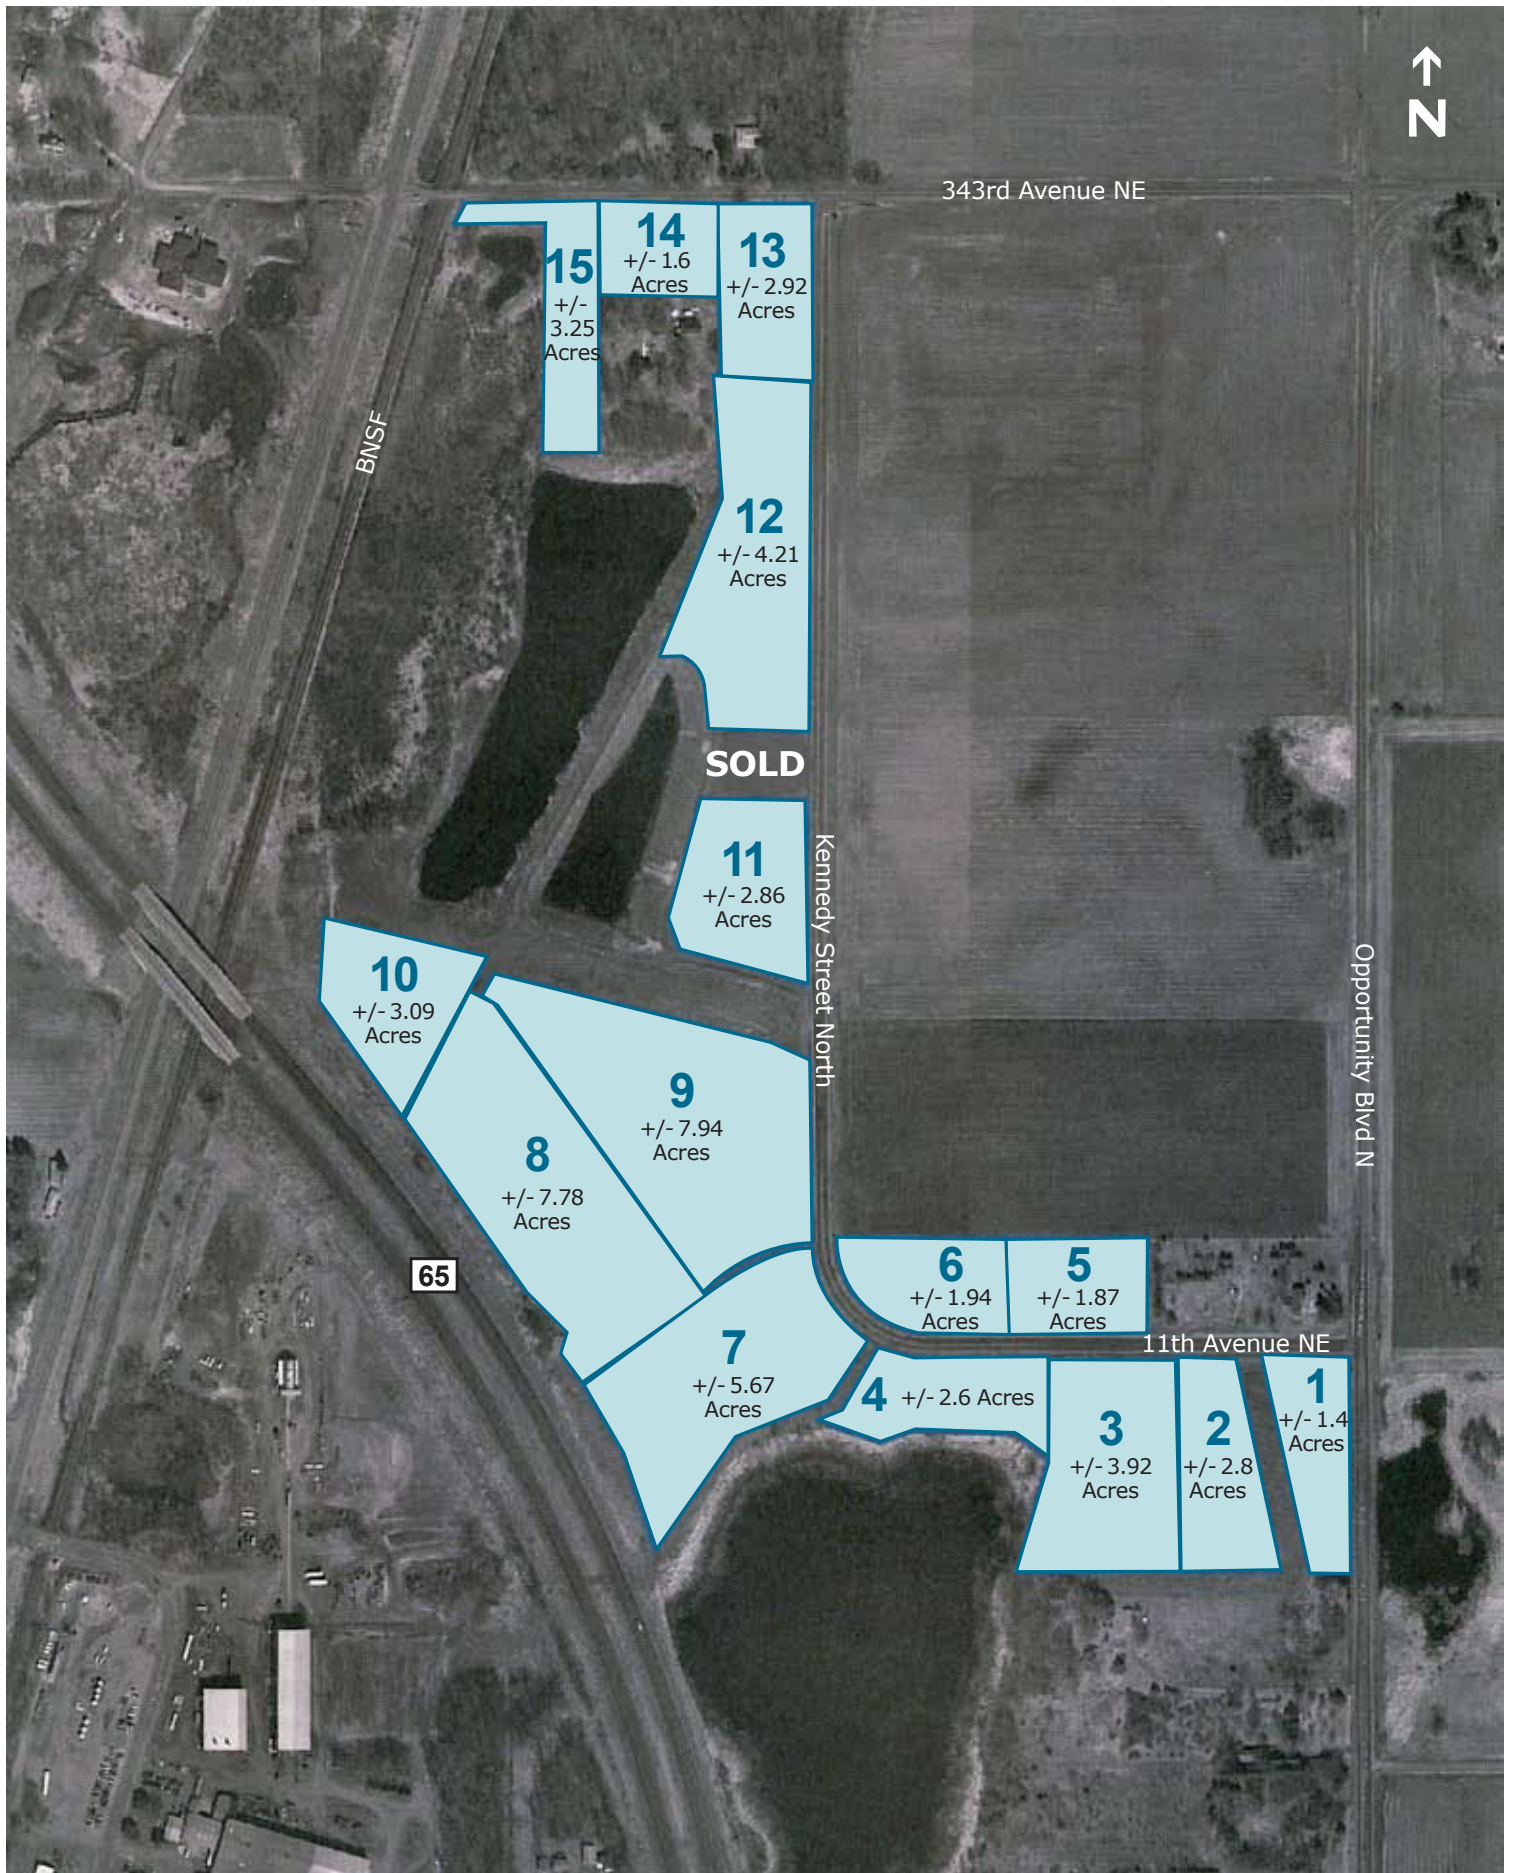 N
343rd Avenue NE
14
+/- 1.6
Acres
13
+/- 2.92
Acres
15
+/-
3.25
Acres
BNSF
12
+/- 4.21
Acres
SOLD
11
+/- 2.86
Acres
Kennedy Street North
Opportunity Blvd N
10
+/- 3.09
Acres
9
+/- 7.94
Acres
8
+/- 7.78
Acres
65
6
+/- 1.94
Acres
5
+/- 1.87
Acres
11th Avenue NE
7
+/- 5.67
Acres
4 +/- 2.6 Acres
3
+/- 3.92
Acres
2
+/- 2.8
Acres
1
+/- 1.4
Acres